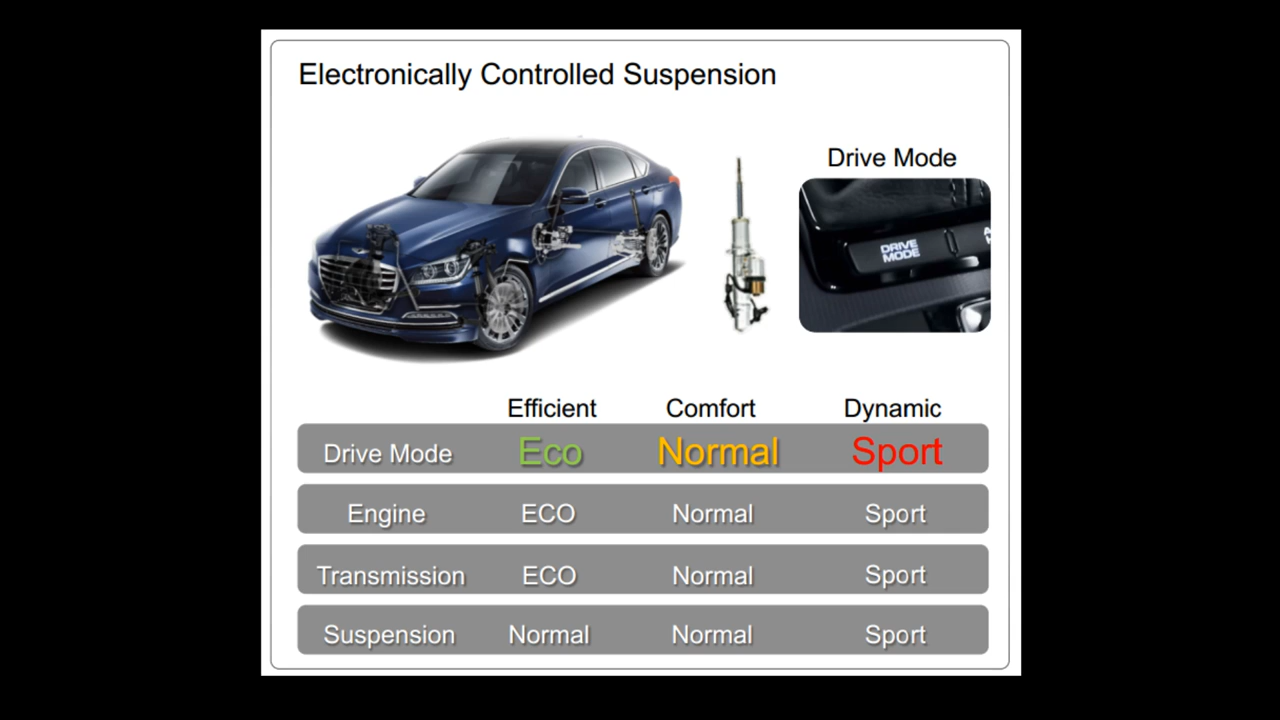 Electronically Controlled Suspension
Drive Mode
DRIVE
MODE
Efficient Comfort Dynamic
Drive Mode Eco Normal Sport
Engine ECO Normal Sport
Transmission ECO Normal Sport
Suspension Normal Normal Sport